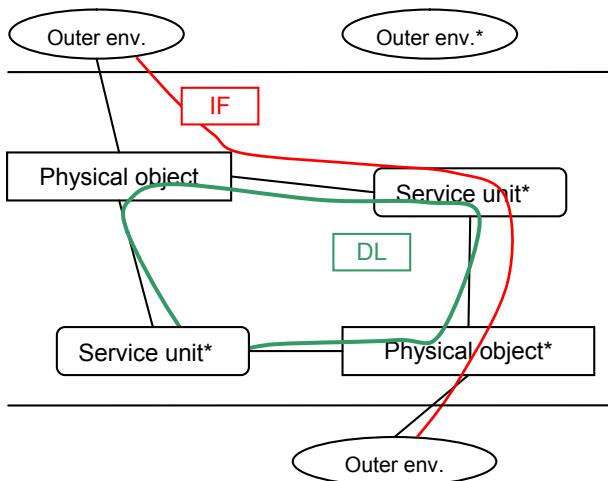 Outer env.
Outer env.*
IF
Physical object
Service unit*
DL
Service unit*
Physical object*
Outer env.